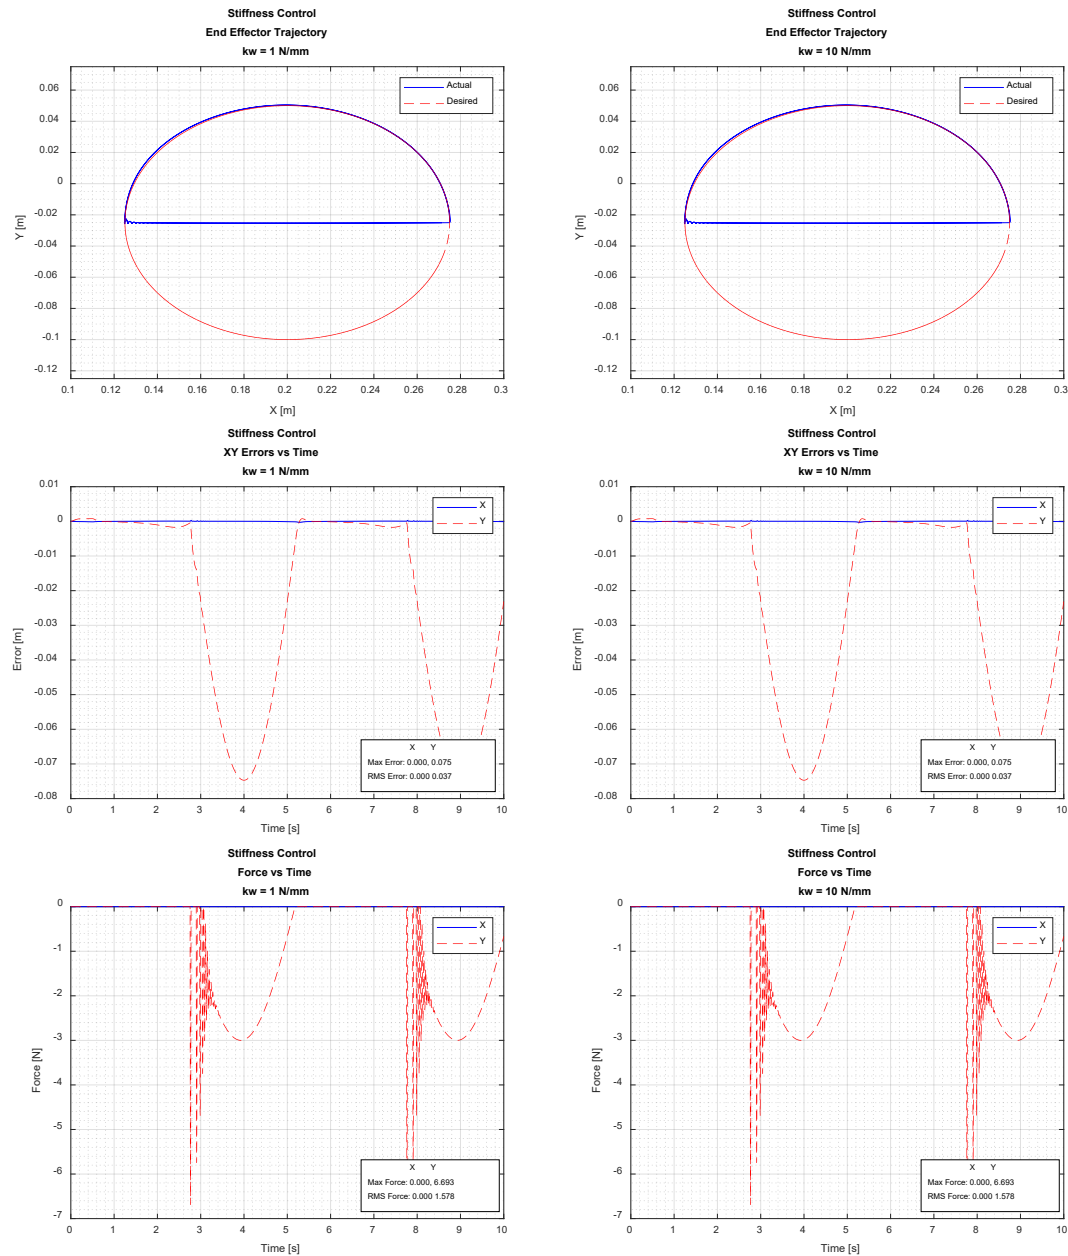 Stiffness Control
End Effector Trajectory
kw = 1 N/mm
Actual
Desired
0.06
0.04
0.02
0
-0.02
-0.04
-0.06
-0.08
-0.1
-0.12
Y [m]
0.1 0.12 0.14 0.16 0.18 0.2 0.22 0.24 0.26 0.28 0.3
X [m]
Stiffness Control
End Effector Trajectory
kw = 10 N/mm
Actual
Desired
0.06
0.04
0.02
0
-0.02
-0.04
-0.06
-0.08
-0.1
-0.12
Y [m]
0.1 0.12 0.14 0.16 0.18 0.2 0.22 0.24 0.26 0.28 0.3
X [m]
Stiffness Control
XY Errors vs Time
kw = 1 N/mm
X
Y
0.01
0
-0.01
-0.02
-0.03
-0.04
-0.05
-0.06
-0.07
-0.08
Error [m]
X Y
Max Error: 0.000, 0.075
RMS Error: 0.000 0.037
0 1 2 3 4 5 6 7 8 9 10
Time [s]
Stiffness Control
XY Errors vs Time
kw = 10 N/mm
X
Y
0.01
0
-0.01
-0.02
-0.03
-0.04
-0.05
-0.06
-0.07
-0.08
Error [m]
X Y
Max Error: 0.000, 0.075
RMS Error: 0.000 0.037
0 1 2 3 4 5 6 7 8 9 10
Time [s]
Stiffness Control
Force vs Time
kw = 1 N/mm
X
Y
0
-1
-2
-3
-4
-5
-6
-7
Force [N]
X Y
Max Force: 0.000, 6.693
RMS Force: 0.000 1.578
0 1 2 3 4 5 6 7 8 9 10
Time [s]
Stiffness Control
Force vs Time
kw = 10 N/mm
X
Y
0
-1
-2
-3
-4
-5
-6
-7
Force [N]
X Y
Max Force: 0.000, 6.693
RMS Force: 0.000 1.578
0 1 2 3 4 5 6 7 8 9 10
Time [s]